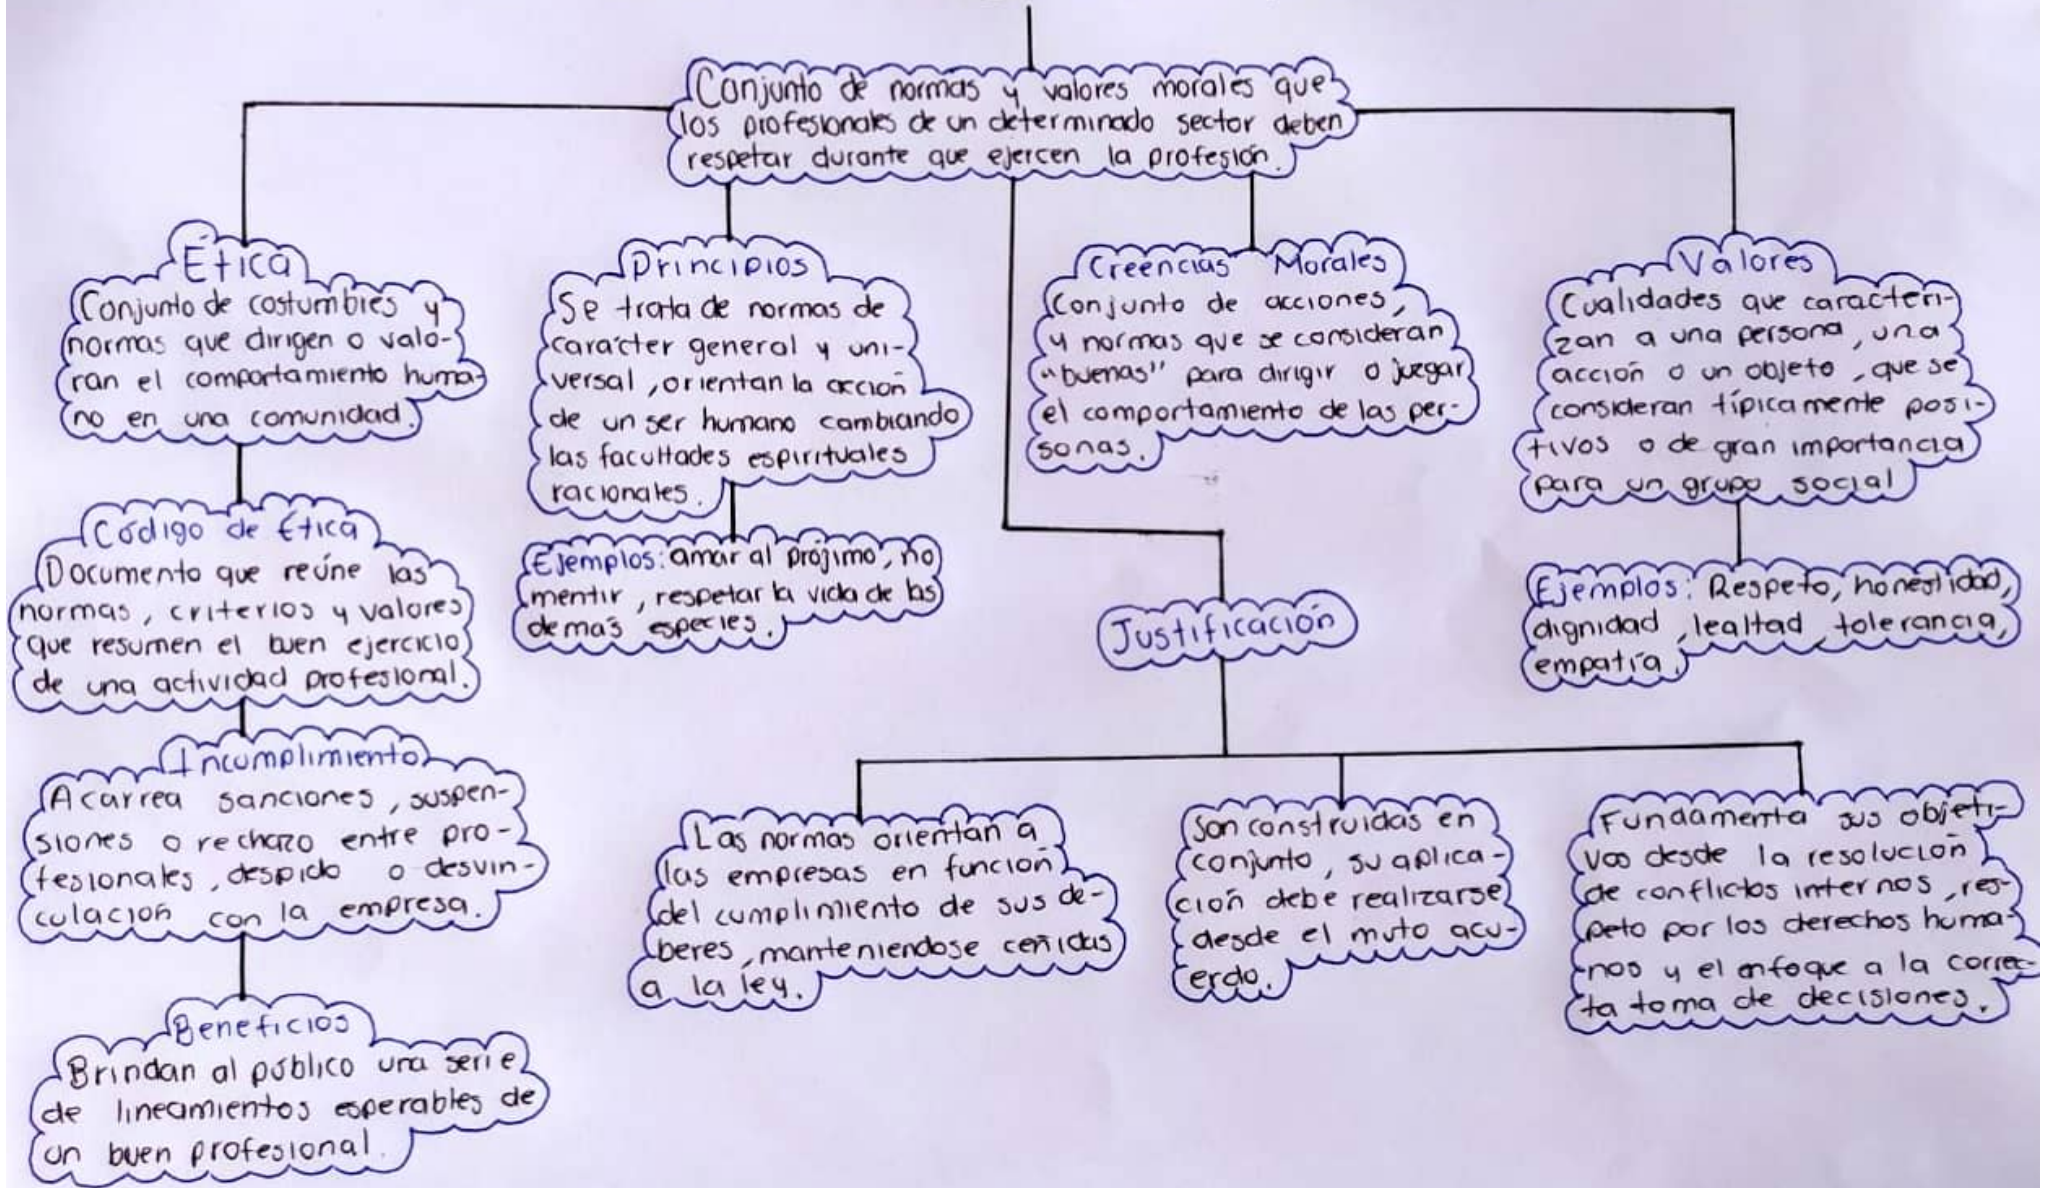 Conjunto de normas y valores morales que
los profesionales de un determinado sector deben
respetar durante que ejercen la profesión.
Ética
Conjunto de costumbres y
normas que dirigen o valo-
ran el comportamiento huma-
no en una comunidad.
Código de Ética
Documento que reúne las
normas, criterios y valores
que resumen el buen ejercicio
de una actividad profesional.
Incumplimiento
Acarrea sanciones, suspen-
siones o rechazo entre pro-
fesionales, despido o desvin-
culación con la empresa.
Beneficios
Brindan al público una serie
de lineamientos esperables de
un buen profesional.
Principios
Se trata de normas de
carácter general y uni-
versal, orientan la acción
de un ser humano cambiando
las facultades espirituales
racionales.
Ejemplos: amar al prójimo, no
mentir, respetar la vida de las
demás especies.
Creencias Morales
Conjunto de acciones,
y normas que se consideran
"buenas" para dirigir o juzgar
el comportamiento de las per-
sonas.
Justificación
Las normas orientan a
las empresas en función
del cumplimiento de sus de-
beres, manteniendose ceñidas
a la ley.
Son construidas en
conjunto, su aplica-
ción debe realizarse
desde el muto acu-
erdo.
Fundamenta sus objeti-
vos desde la resolución
de conflictos internos, res-
peto por los derechos huma-
nos y el enfoque a la correc-
ta toma de decisiones.
Valores
Cualidades que caracteri-
zan a una persona, una
acción o un objeto, que se
consideran típicamente posi-
tivos o de gran importancia
para un grupo social
Ejemplos: Respeto, honestidad,
dignidad, lealtad, tolerancia,
empatía.